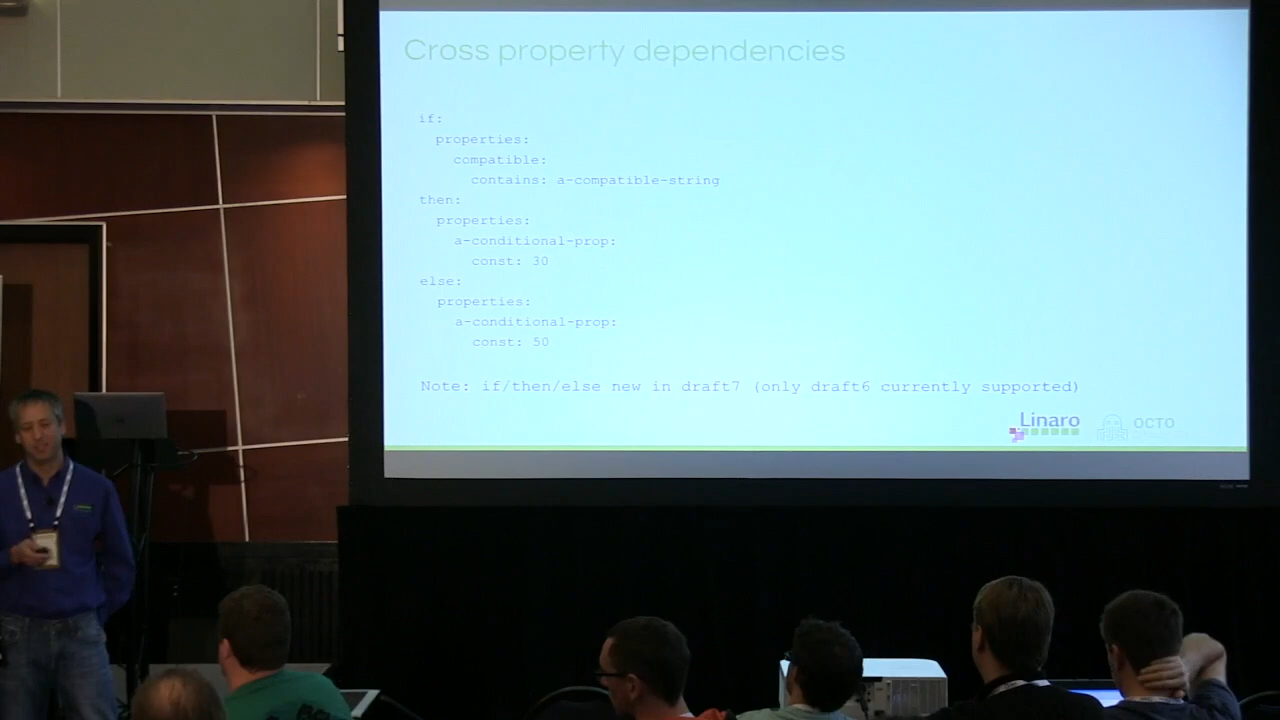 Cross property dependencies
if:
properties:
compatible:
contains: a-compatible-string
then:
properties:
a-conditional-prop:
const: 30
else:
properties:
a-conditional-prop:
const: 50
Note: if/then/else new in draft7 (only draft6 currently supported)
Linaro
OCTO